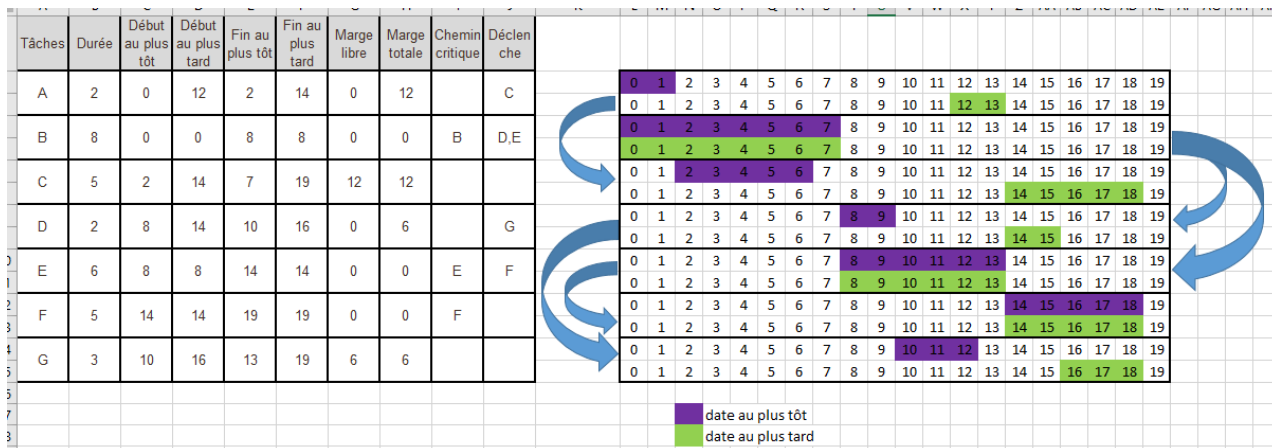 Tâches Durée Début au plus tôt Début au plus tard Fin au plus tôt Fin au plus tard Marge libre Marge totale Chemin critique Déclen che
A 2 0 12 2 14 0 12 C
0 1 2 3 4 5 6 7 8 9 10 11 12 13 14 15 16 17 18 19
0 1 2 3 4 5 6 7 8 9 10 11 12 13 14 15 16 17 18 19
B 8 0 0 8 8 0 0 B D,E
0 1 2 3 4 5 6 7 8 9 10 11 12 13 14 15 16 17 18 19
0 1 2 3 4 5 6 7 8 9 10 11 12 13 14 15 16 17 18 19
C 5 2 14 7 19 12 12
0 1 2 3 4 5 6 7 8 9 10 11 12 13 14 15 16 17 18 19
0 1 2 3 4 5 6 7 8 9 10 11 12 13 14 15 16 17 18 19
D 2 8 14 10 16 0 6 G
0 1 2 3 4 5 6 7 8 9 10 11 12 13 14 15 16 17 18 19
0 1 2 3 4 5 6 7 8 9 10 11 12 13 14 15 16 17 18 19
E 6 8 8 14 14 0 0 E F
0 1 2 3 4 5 6 7 8 9 10 11 12 13 14 15 16 17 18 19
0 1 2 3 4 5 6 7 8 9 10 11 12 13 14 15 16 17 18 19
F 5 14 14 19 19 0 0 F
0 1 2 3 4 5 6 7 8 9 10 11 12 13 14 15 16 17 18 19
0 1 2 3 4 5 6 7 8 9 10 11 12 13 14 15 16 17 18 19
G 3 10 16 13 19 6 6
0 1 2 3 4 5 6 7 8 9 10 11 12 13 14 15 16 17 18 19
0 1 2 3 4 5 6 7 8 9 10 11 12 13 14 15 16 17 18 19
date au plus tôt
date au plus tard